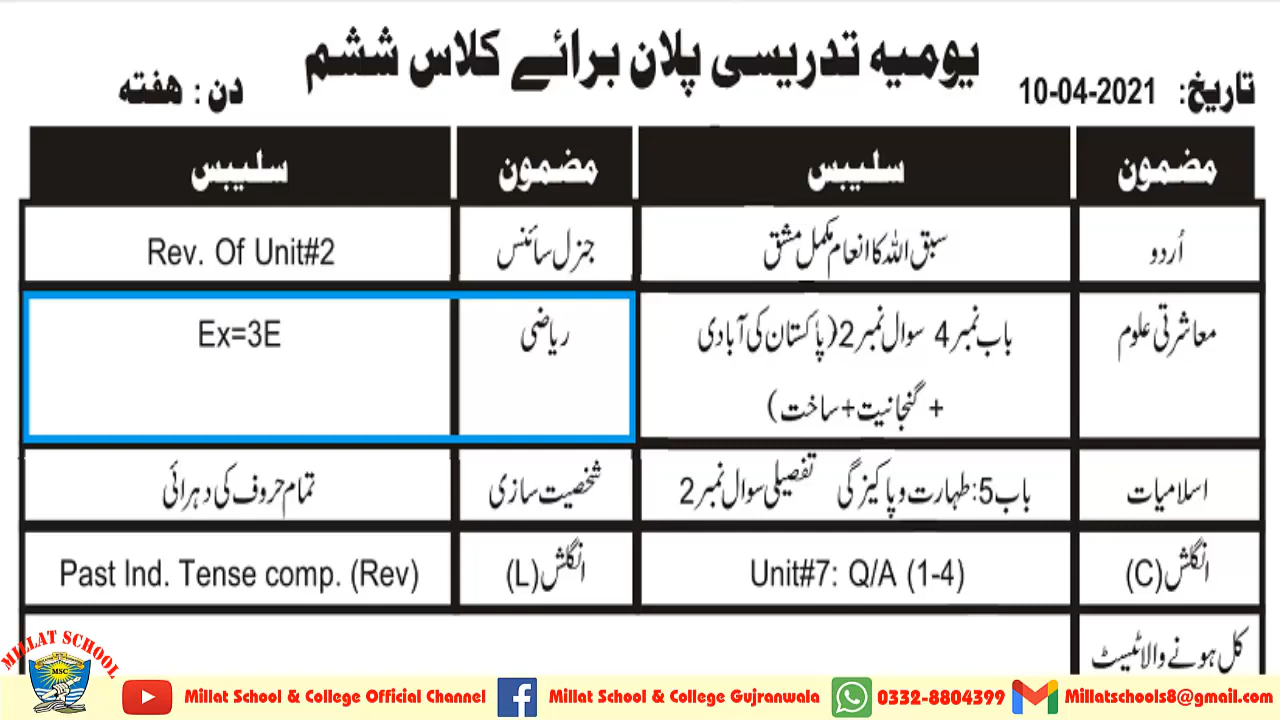 یومیہ تدریسی پلان برائے کلاس ششم
تاریخ: 10-04-2021
دن : ہفتہ
مضمون سلیبس مضمون سلیبس
اُردو سبق اللہ کا انعام مکمل مشق جنرل سائنس Rev. Of Unit#2
معاشرتی علوم باب نمبر 4 سوال نمبر 2(پاکستان کی آبادی ریاضی Ex=3E
+ گنجانیت+ساخت)
اسلامیات باب 5: طہارت و پاکیزگی تفصیلی سوال نمبر 2 شخصیت سازی تمام حروف کی دہرائی
انگلش(C) Unit#7: Q/A (1-4) انگلش(L) Past Ind. Tense comp. (Rev)
کل ہونے والا ٹیسٹ
MILLAT SCHOOL
MSC
Millat School & College Official Channel Millat School & College Gujranwala 0332-8804399 Millatschools8@gmail.com